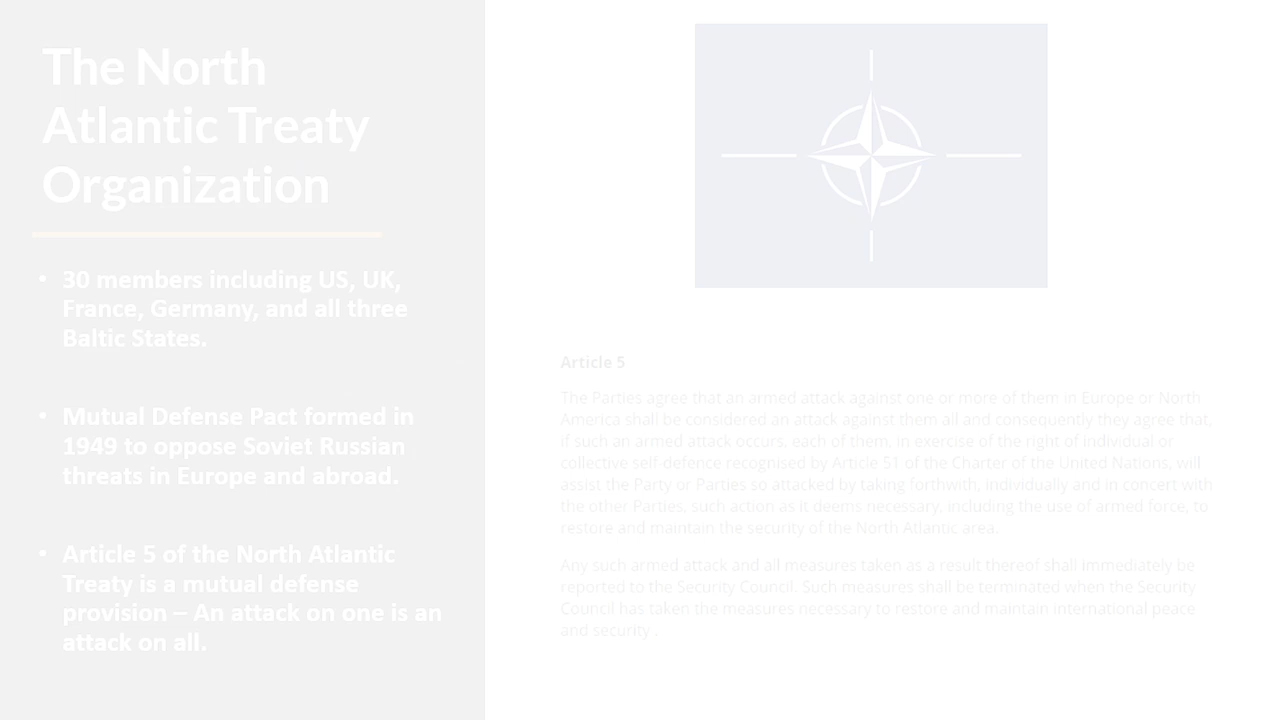 The North
Atlantic Treaty
Organization
• 30 members including US, UK,
France, Germany, and all three
Baltic States.
• Mutual Defense Pact formed in
1949 to oppose Soviet Russian
threats in Europe and abroad.
• Article 5 of the North Atlantic
Treaty is a mutual defense
provision – An attack on one is an
attack on all.
Article 5
The Parties agree that an armed attack against one or more of them in Europe or North
America shall be considered an attack against them all and consequently they agree that,
if such an armed attack occurs, each of them, in exercise of the right of individual or
collective self-defence recognised by Article 51 of the Charter of the United Nations, will
assist the Party or Parties so attacked by taking forthwith, individually and in concert with
the other Parties, such action as it deems necessary, including the use of armed force, to
restore and maintain the security of the North Atlantic area.
Any such armed attack and all measures taken as a result thereof shall immediately be
reported to the Security Council. Such measures shall be terminated when the Security
Council has taken the measures necessary to restore and maintain international peace
and security .